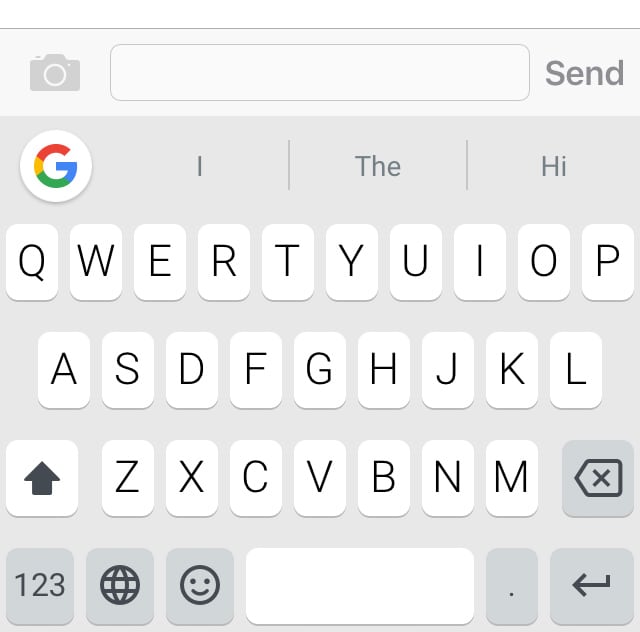 Send
I The Hi
Q W E R T Y U I O P
A S D F G H J K L
Z X C V B N M
123 .